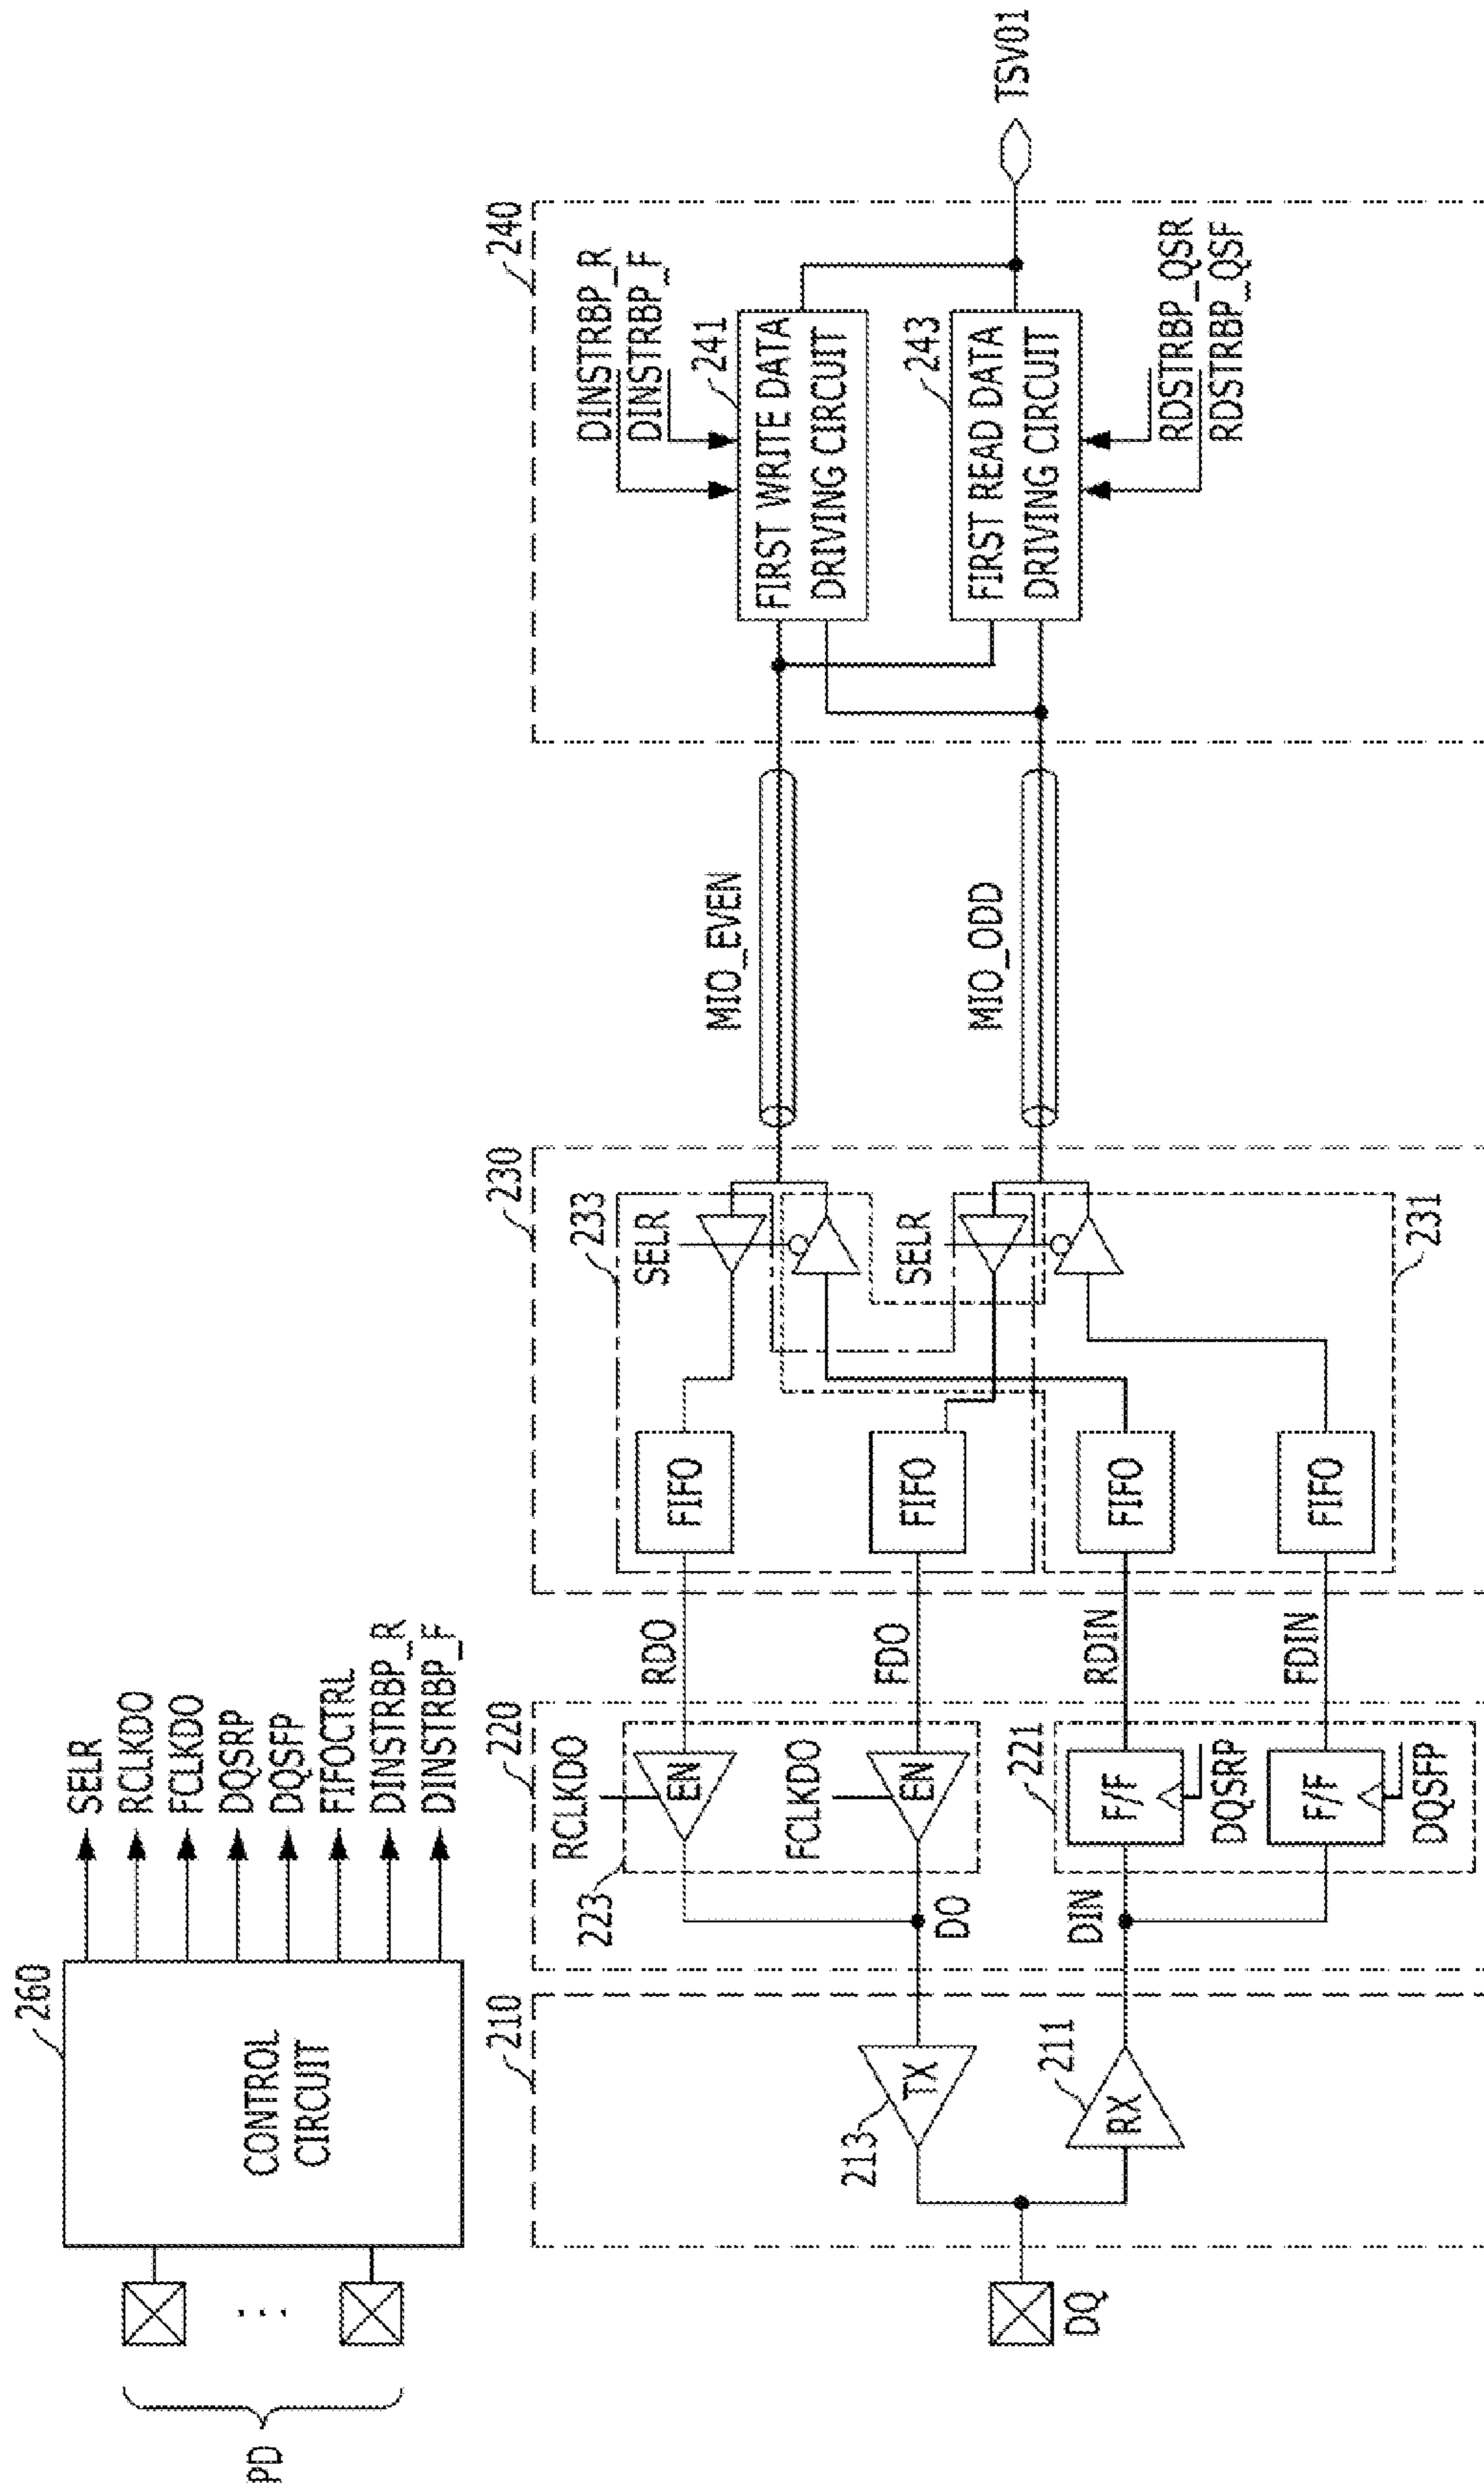 PD
260
CONTROL
CIRCUIT
SELR
RCLKDO
FCLKDO
DQSRP
DQSFP
FIFOCTRL
DINSTRBP_R
DINSTRBP_F
DQ
210
213
TX
211
RX
220
RCLKDO
223
EN
FCLKDO
EN
DO
DIN
221
F/F
DQSRP
F/F
DQSFP
RDO
FDO
RDIN
FDIN
230
233
SELR
FIFO
SELR
FIFO
FIFO
FIFO
231
MIO_EVEN
MIO_ODD
240
DINSTRBP_R
DINSTRBP_F
241
FIRST WRITE DATA
DRIVING CIRCUIT
243
FIRST READ DATA
DRIVING CIRCUIT
RDSTRBP_QSR
RDSTRBP_QSF
TSV01